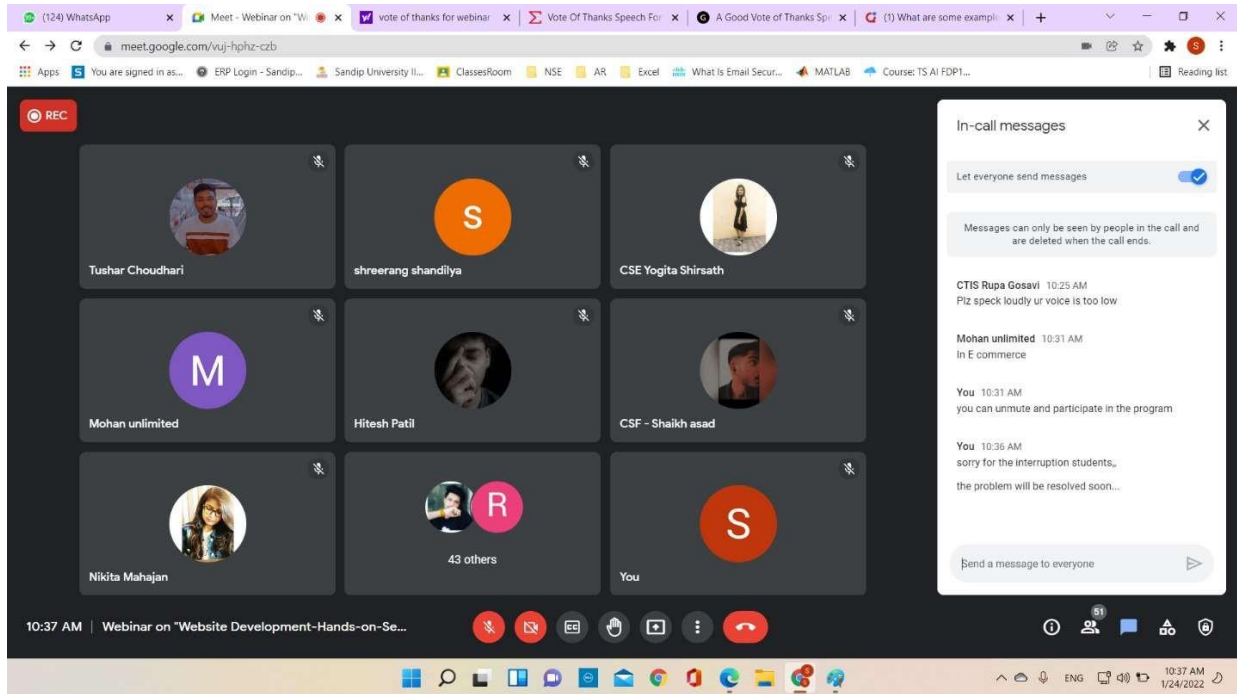 (124) WhatsApp
Meet - Webinar on "W
vote of thanks for webinar
Vote Of Thanks Speech For
A Good Vote of Thanks Spe
(1) What are some exampl
meet.google.com/vuj-hphz-czb
S
Apps
You are signed in as...
ERP Login - Sandip...
Sandip University II...
ClassesRoom
NSE
AR
Excel
What Is Email Secur...
MATLAB
Course: TS AI FDP1...
Reading list
REC
Tushar Choudhari
S
shreerang shandilya
CSE Yogita Shirsath
M
Mohan unlimited
Hitesh Patil
CSF - Shaikh asad
Nikita Mahajan
R
43 others
S
You
In-call messages
Let everyone send messages
Messages can only be seen by people in the call and
are deleted when the call ends.
CTIS Rupa Gosavi 10:25 AM
Plz speck loudly ur voice is too low
Mohan unlimited 10:31 AM
In E commerce
You 10:31 AM
you can unmute and participate in the program
You 10:36 AM
sorry for the interruption students,,
the problem will be resolved soon...
Send a message to everyone
10:37 AM | Webinar on "Website Development-Hands-on-Se...
51
ENG
10:37 AM
1/24/2022